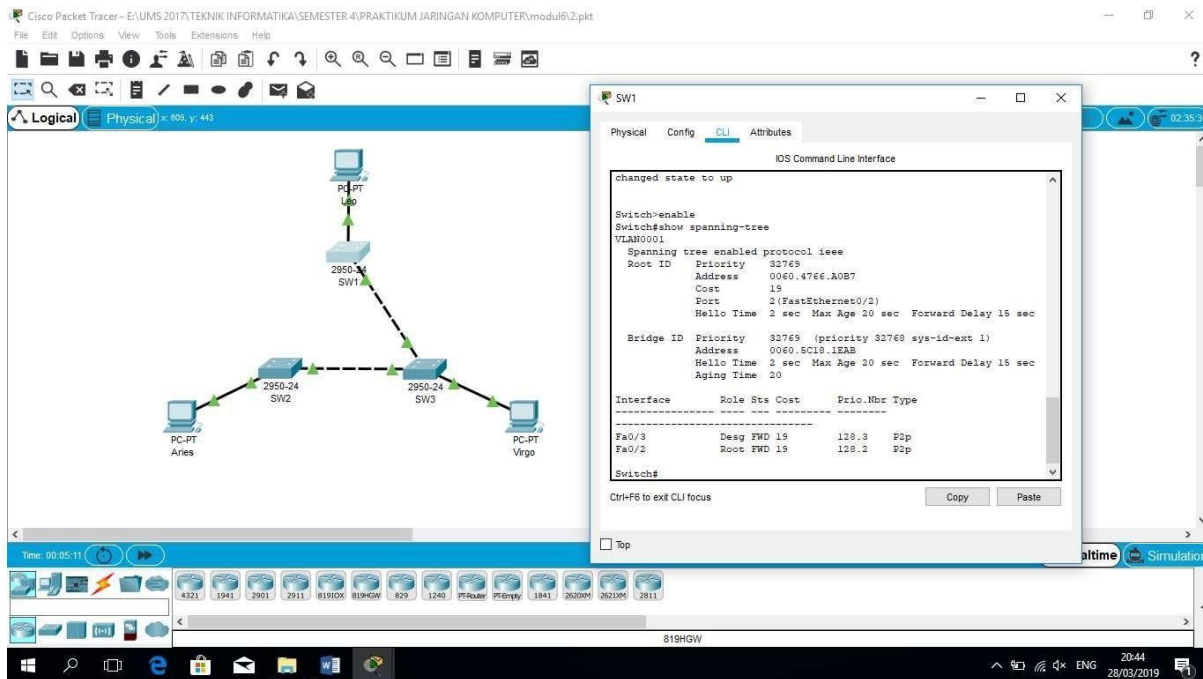 Cisco Packet Tracer - E:\UMS 2017\TEKNIK INFORMATIKA\SEMESTER 4\PRAKTIKUM JARINGAN KOMPUTER\modul6\2.pkt
File Edit Options View Tools Extensions Help
?
Logical Physical x: 609, y: 443
02:35:3
PC-PT
Leo
2950-24
SW1
2950-24
SW2
2950-24
SW3
PC-PT
Aries
PC-PT
Virgo
SW1
Physical Config CLI Attributes
IOS Command Line Interface
changed state to up
Switch>enable
Switch#show spanning-tree
VLAN0001
Spanning tree enabled protocol ieee
Root ID Priority 32769
Address 0060.4766.A0B7
Cost 19
Port 2(FastEthernet0/2)
Hello Time 2 sec Max Age 20 sec Forward Delay 15 sec
Bridge ID Priority 32769 (priority 32768 sys-id-ext 1)
Address 0060.5C18.1EAB
Hello Time 2 sec Max Age 20 sec Forward Delay 15 sec
Aging Time 20
Interface Role Sts Cost Prio.Nbr Type
---------------- ---- --- --------- --------
--------------------------------
Fa0/3 Desg FWD 19 128.3 P2p
Fa0/2 Root FWD 19 128.2 P2p
Switch#
Ctrl+F6 to exit CLI focus
Copy Paste
Top
Time: 00:05:11
altime Simulatio
4321 1941 2901 2911 819IOX 819HGW 829 1240 PT-Router PT-Empty 1841 2620XM 2621XM 2811
819HGW
ENG
20:44
28/03/2019
1